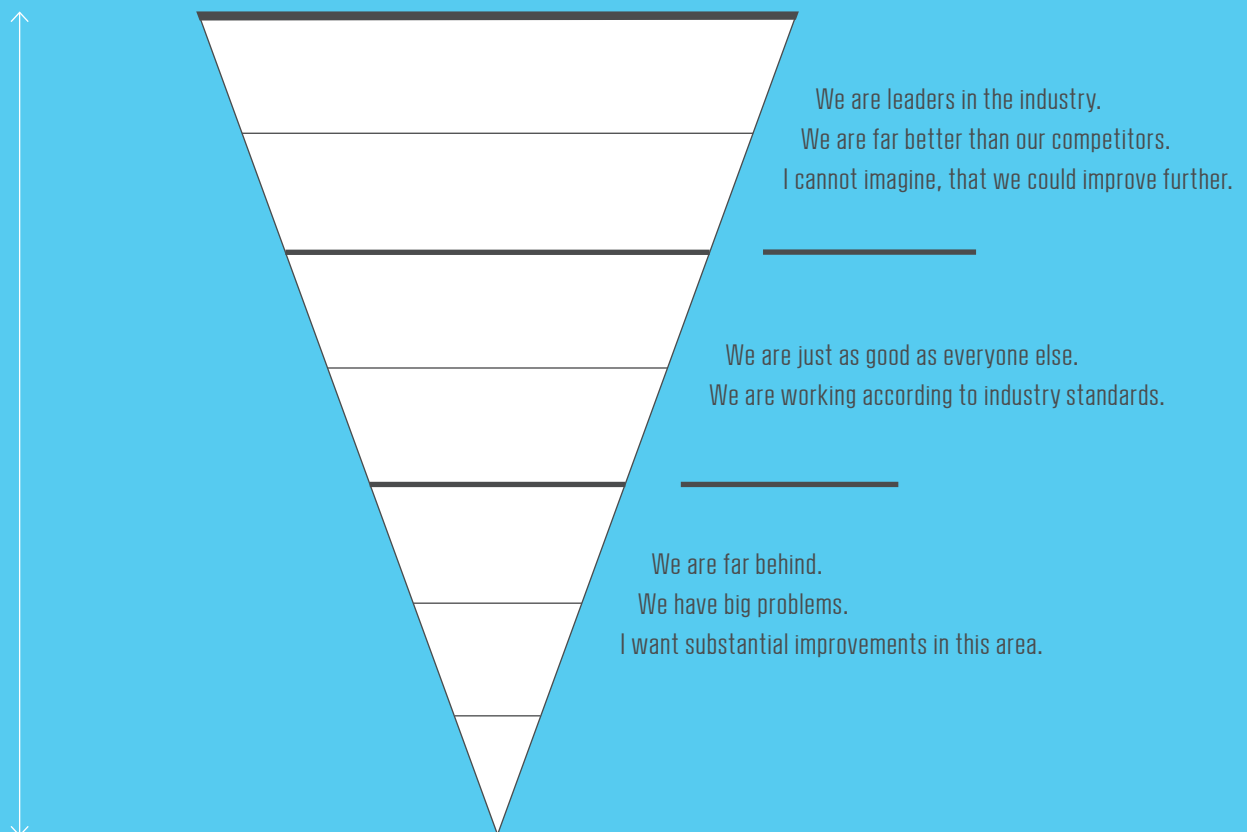 We are leaders in the industry.
We are far better than our competitors.
I cannot imagine, that we could improve further.
We are just as good as everyone else.
We are working according to industry standards.
We are far behind.
We have big problems.
I want substantial improvements in this area.